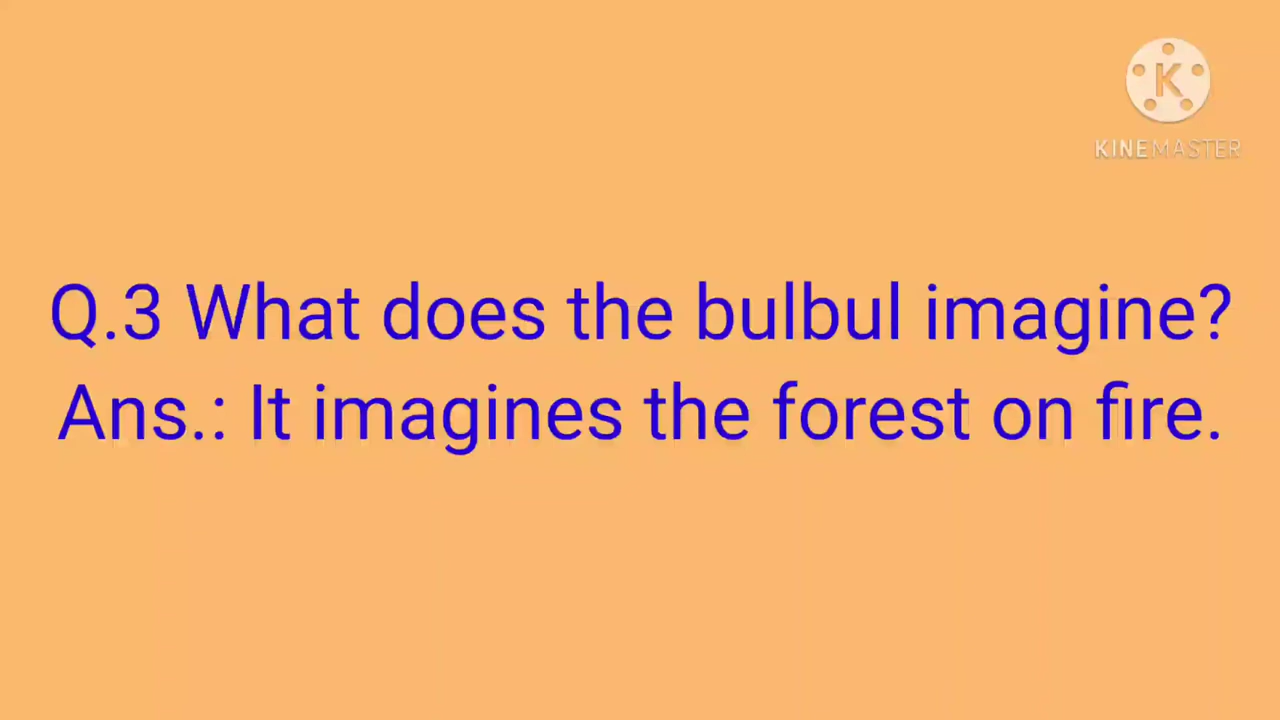 KINEMASTER
Q.3 What does the bulbul imagine?
Ans.: It imagines the forest on fire.